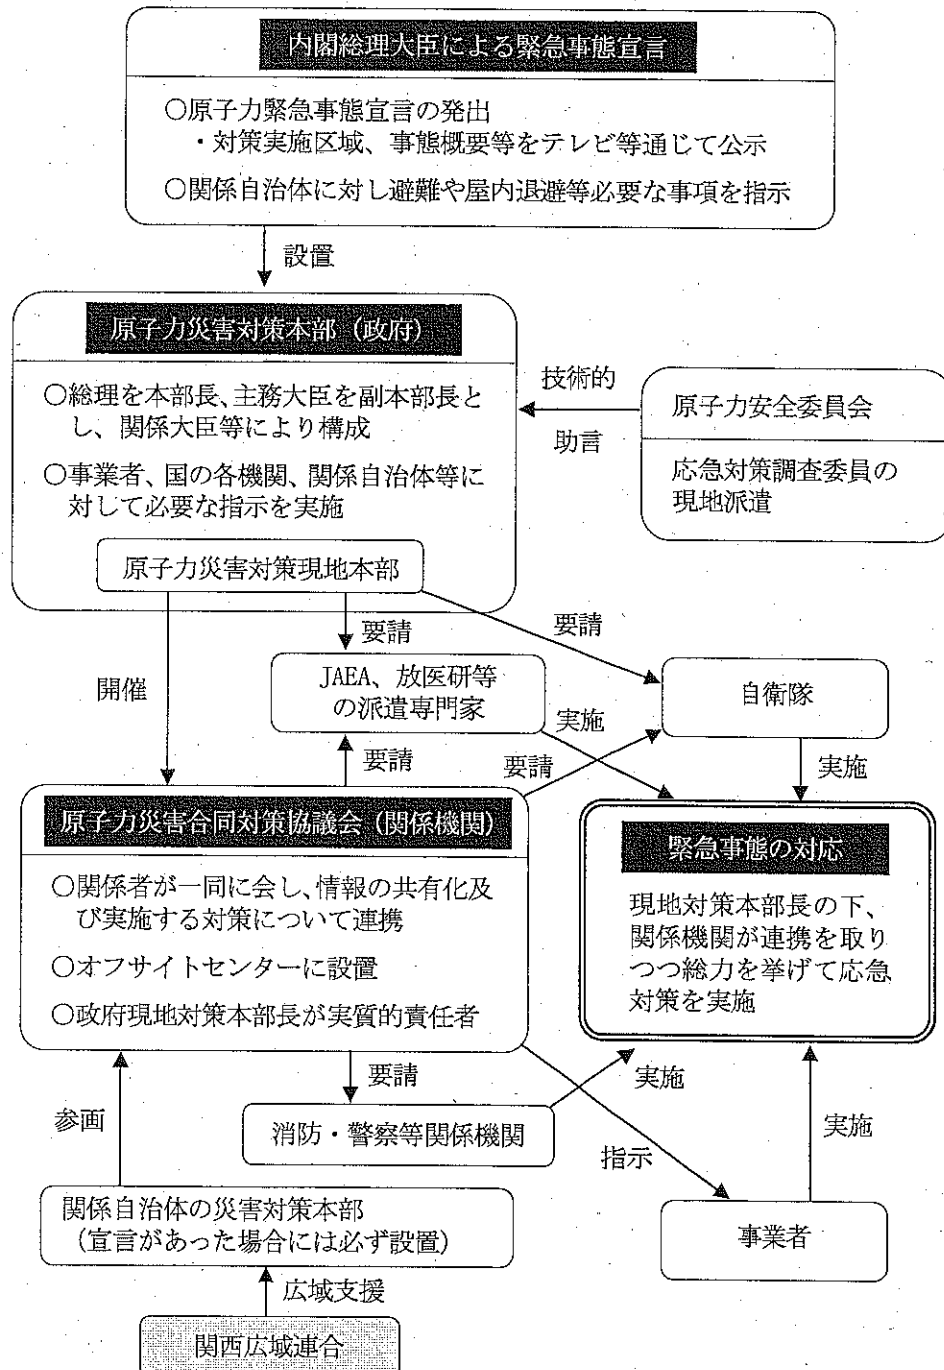 内閣総理大臣による緊急事態宣言
○原子力緊急事態宣言の発出
・対策実施区域、事態概要等をテレビ等通じて公示
○関係自治体に対し避難や屋内退避等必要な事項を指示
設置
原子力災害対策本部（政府）
○総理を本部長、主務大臣を副本部長と
し、関係大臣等により構成
○事業者、国の各機関、関係自治体等に
対して必要な指示を実施
原子力災害対策現地本部
技術的
助言
原子力安全委員会
応急対策調査委員の
現地派遣
開催
要請
要請
JAEA、放医研等
の派遣専門家
自衛隊
実施
要請
要請
実施
原子力災害合同対策協議会（関係機関）
○関係者が一同に会し、情報の共有化及
び実施する対策について連携
○オフサイトセンターに設置
○政府現地対策本部長が実質的責任者
緊急事態の対応
現地対策本部長の下、
関係機関が連携を取り
つつ総力を挙げて応急
対策を実施
参画
要請
実施
消防・警察等関係機関
指示
実施
関係自治体の災害対策本部
（宣言があった場合には必ず設置）
事業者
広域支援
関西広域連合